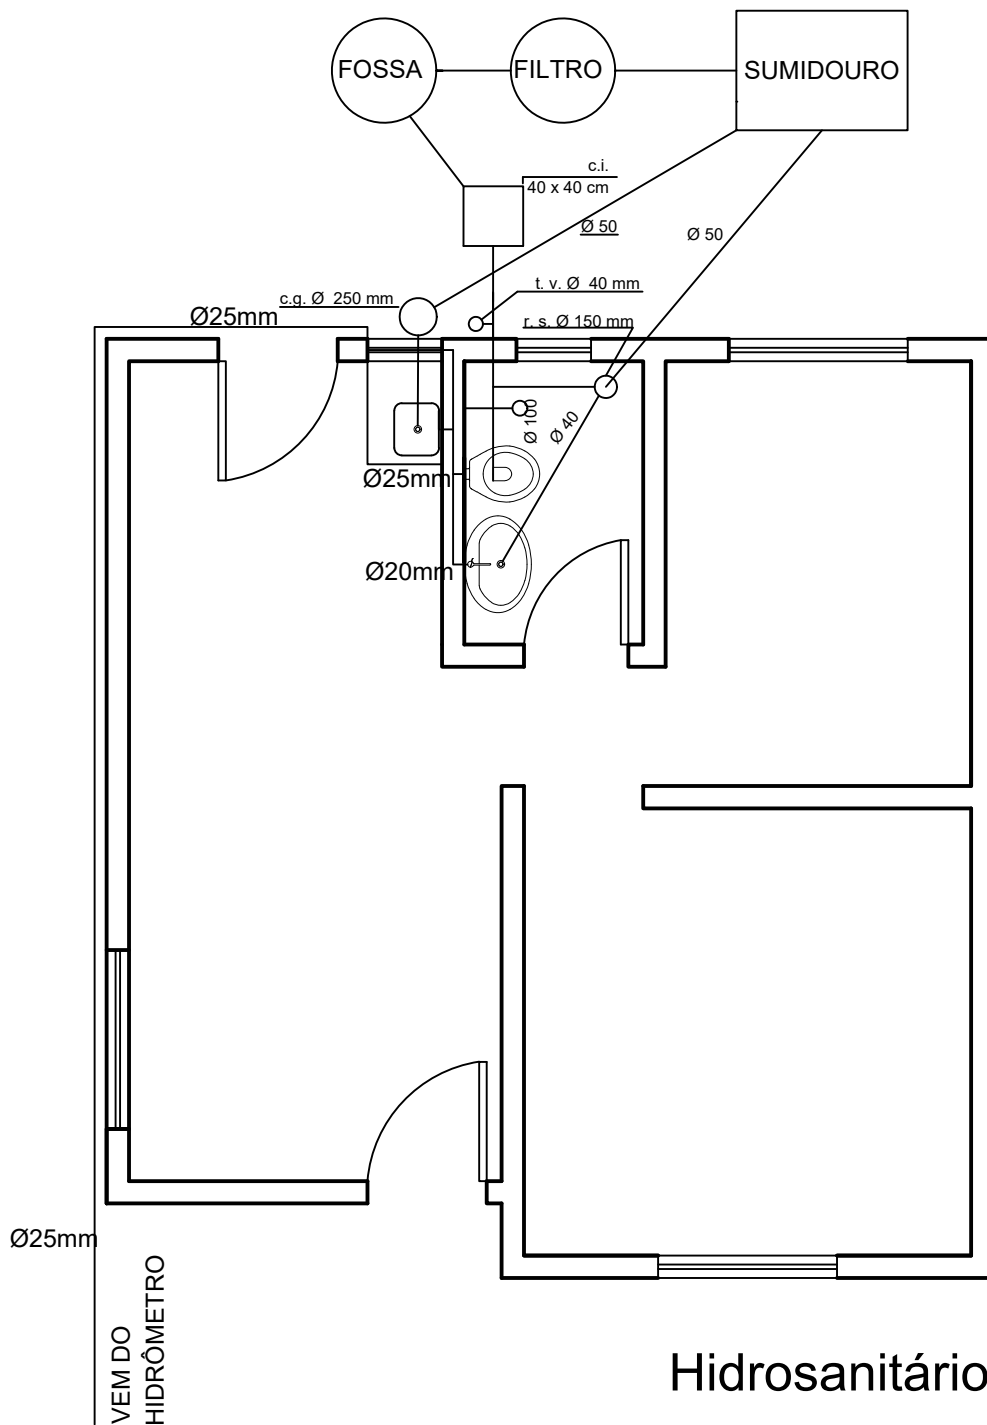 FOSSA
FILTRO
SUMIDOURO
c.i.
40 x 40 cm
Ø 50
Ø 50
t. v. Ø 40 mm
c.g. Ø 250 mm
Ø25mm
r. s. Ø 150 mm
Ø 100
Ø 40
Ø25mm
Ø20mm
Ø25mm
VEM DO
HIDRÔMETRO
Hidrosanitário